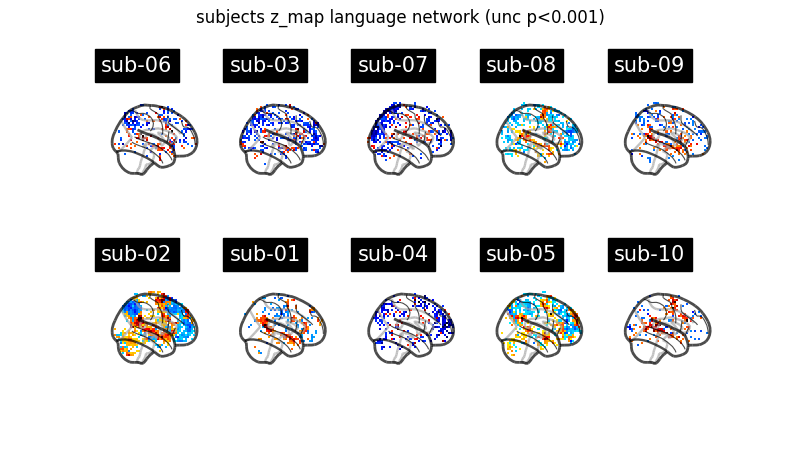 subjects z_map language network (unc p<0.001)
sub-06
sub-03
sub-07
sub-08
sub-09
sub-02
sub-01
sub-04
sub-05
sub-10